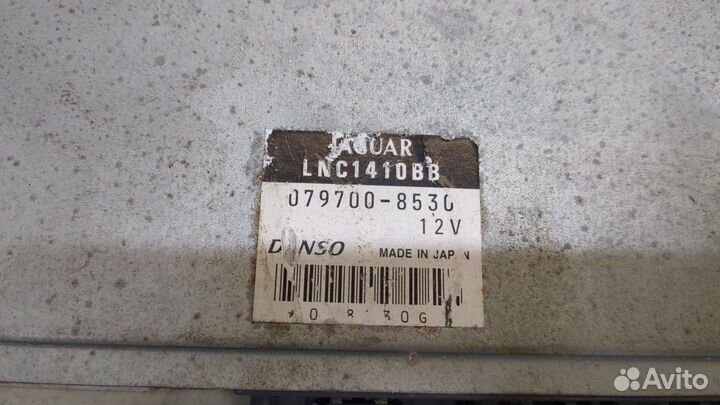 JAGUAR
LNC1410BB
079700-8530
12V
DENSO MADE IN JAPAN
Avito